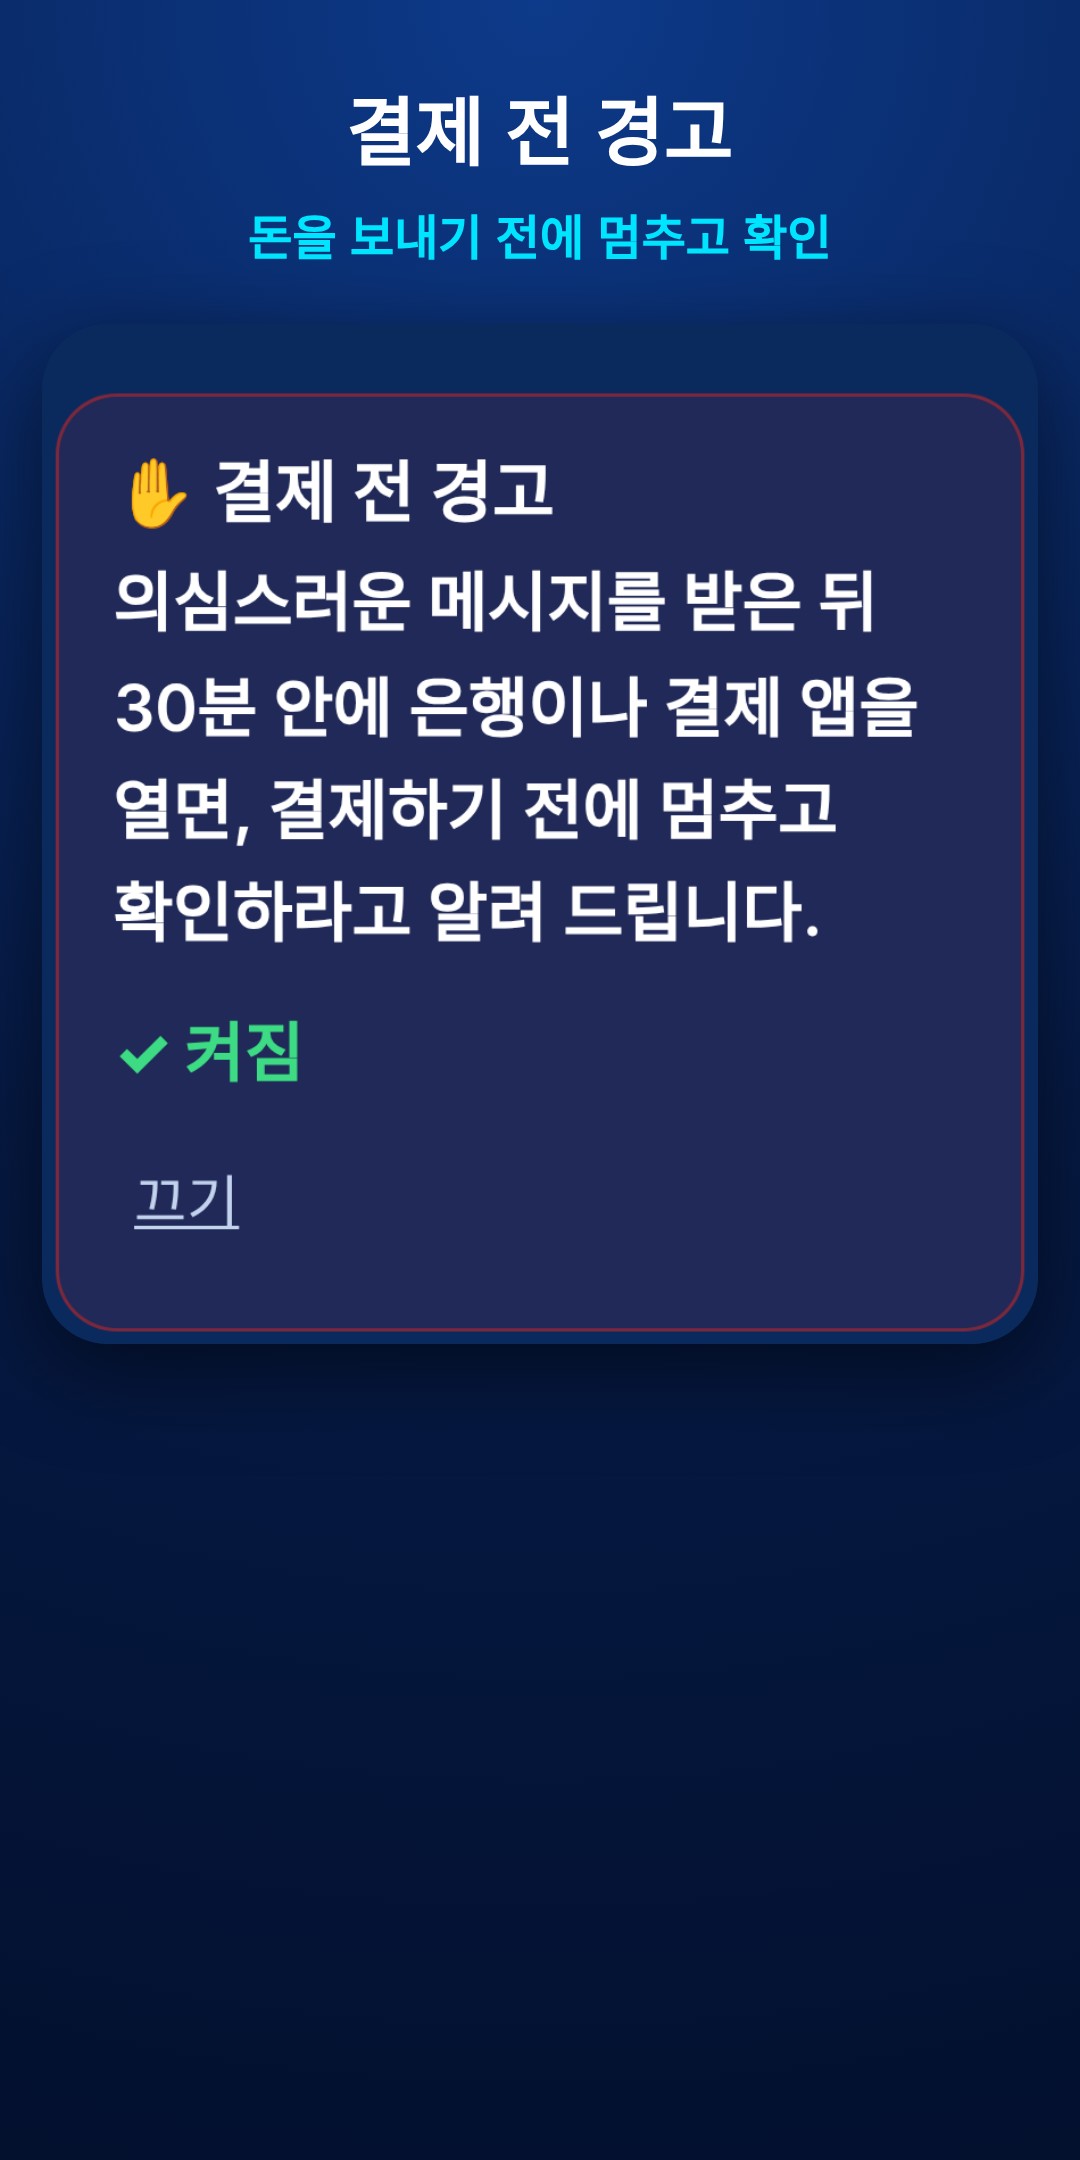 결제 전 경고
돈을 보내기 전에 멈추고 확인
✋ 결제 전 경고
의심스러운 메시지를 받은 뒤
30분 안에 은행이나 결제 앱을
열면, 결제하기 전에 멈추고
확인하라고 알려 드립니다.
✓ 켜짐
끄기